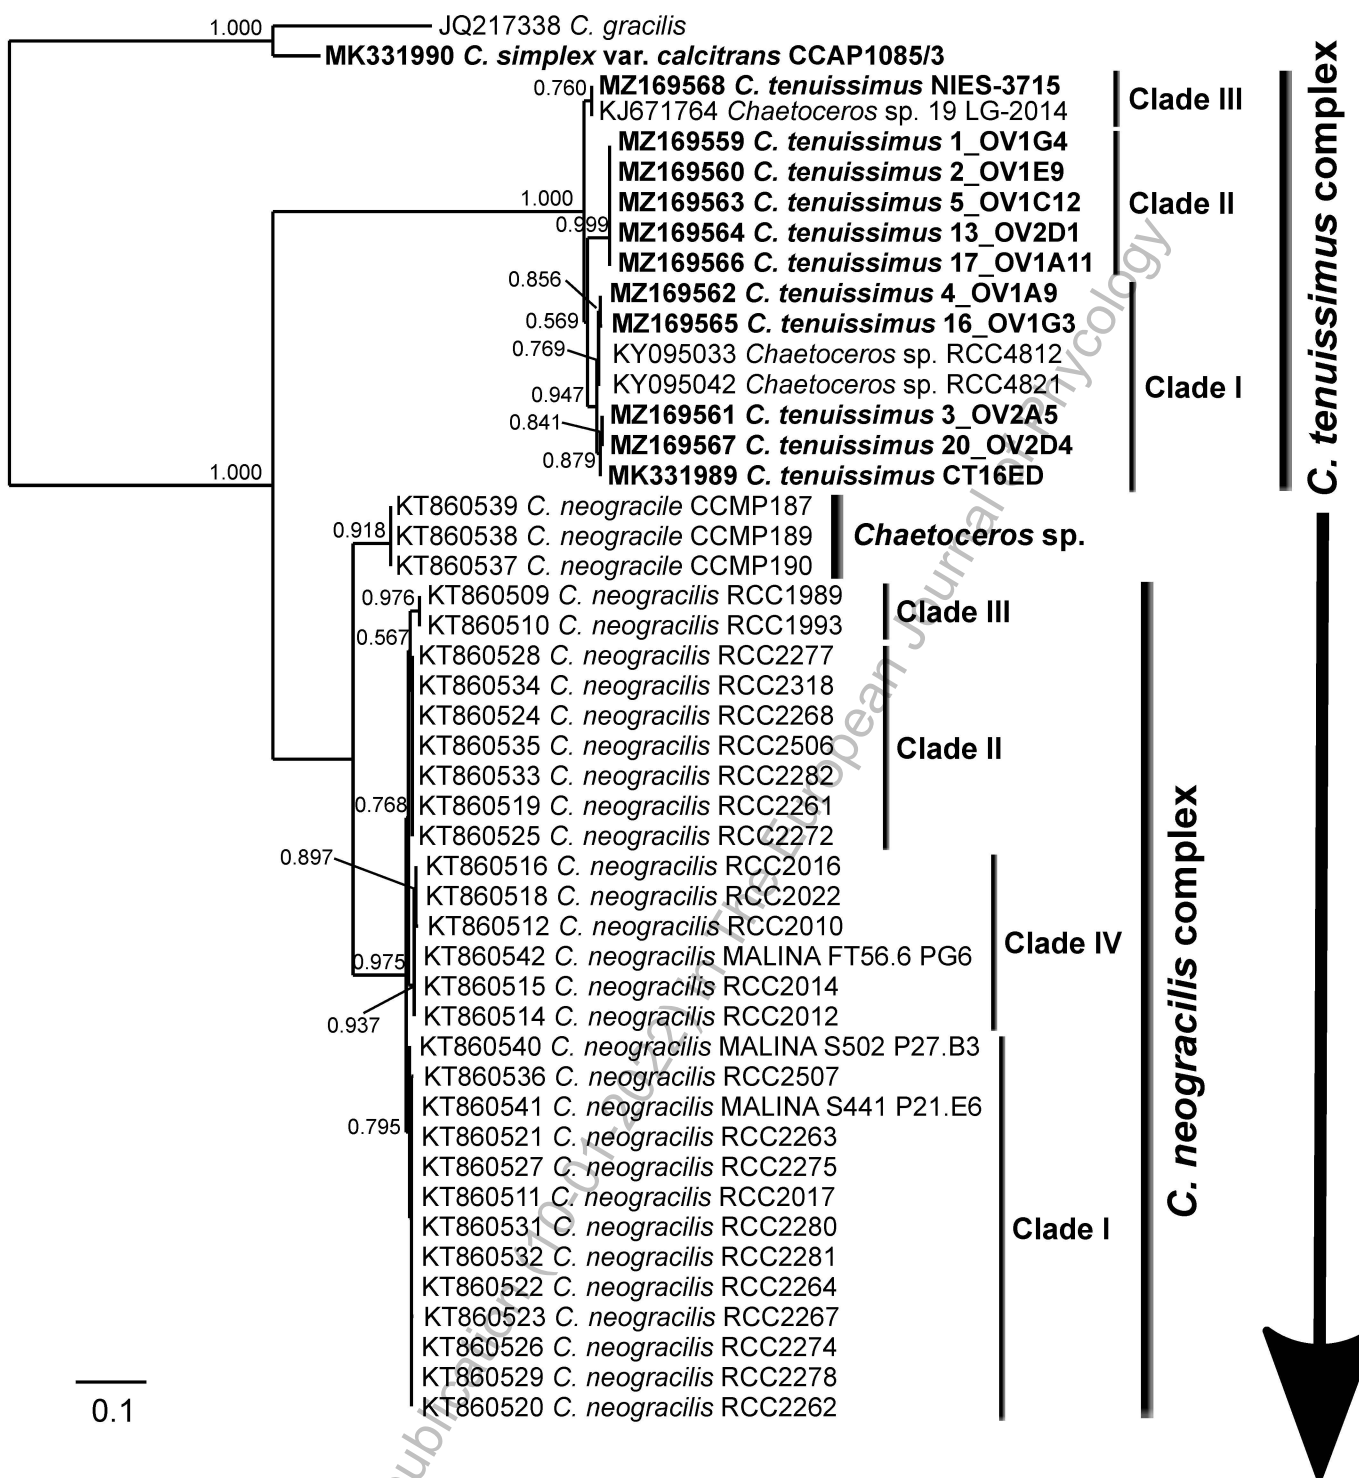 1.000
JQ217338 C. gracilis
MK331990 C. simplex var. calcitrans CCAP1085/3
0.760
MZ169568 C. tenuissimus NIES-3715
KJ671764 Chaetoceros sp. 19 LG-2014
Clade III
MZ169559 C. tenuissimus 1_OV1G4
MZ169560 C. tenuissimus 2_OV1E9
1.000
MZ169563 C. tenuissimus 5_OV1C12
Clade II
0.999
MZ169564 C. tenuissimus 13_OV2D1
MZ169566 C. tenuissimus 17_OV1A11
0.856
MZ169562 C. tenuissimus 4_OV1A9
0.569
MZ169565 C. tenuissimus 16_OV1G3
0.769
KY095033 Chaetoceros sp. RCC4812
KY095042 Chaetoceros sp. RCC4821
Clade I
0.947
MZ169561 C. tenuissimus 3_OV2A5
0.841
MZ169567 C. tenuissimus 20_OV2D4
0.879
MK331989 C. tenuissimus CT16ED
C. tenuissimus complex
1.000
KT860539 C. neogracile CCMP187
0.918
KT860538 C. neogracile CCMP189
KT860537 C. neogracile CCMP190
Chaetoceros sp.
0.976
KT860509 C. neogracilis RCC1989
KT860510 C. neogracilis RCC1993
Clade III
0.567
KT860528 C. neogracilis RCC2277
KT860534 C. neogracilis RCC2318
KT860524 C. neogracilis RCC2268
KT860535 C. neogracilis RCC2506
Clade II
KT860533 C. neogracilis RCC2282
0.768
KT860519 C. neogracilis RCC2261
KT860525 C. neogracilis RCC2272
0.897
KT860516 C. neogracilis RCC2016
KT860518 C. neogracilis RCC2022
KT860512 C. neogracilis RCC2010
Clade IV
0.975
KT860542 C. neogracilis MALINA FT56.6 PG6
KT860515 C. neogracilis RCC2014
0.937
KT860514 C. neogracilis RCC2012
KT860540 C. neogracilis MALINA S502 P27.B3
KT860536 C. neogracilis RCC2507
KT860541 C. neogracilis MALINA S441 P21.E6
0.795
KT860521 C. neogracilis RCC2263
KT860527 C. neogracilis RCC2275
KT860511 C. neogracilis RCC2017
KT860531 C. neogracilis RCC2280
Clade I
KT860532 C. neogracilis RCC2281
KT860522 C. neogracilis RCC2264
KT860523 C. neogracilis RCC2267
KT860526 C. neogracilis RCC2274
KT860529 C. neogracilis RCC2278
KT860520 C. neogracilis RCC2262
C. neogracilis complex
0.1
(10-01-2022) in The European Journal of Phycology